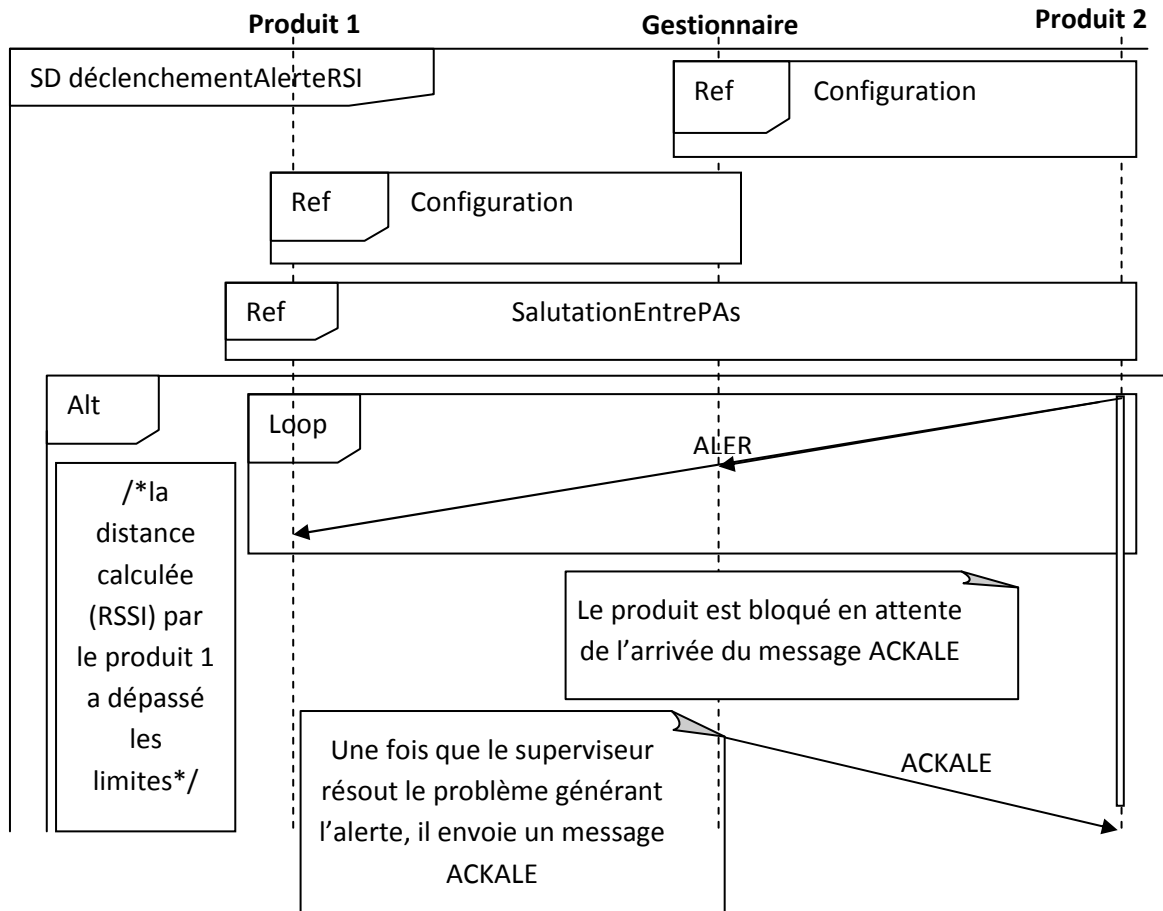 Produit 1
Gestionnaire
Produit 2
SD déclenchementAlerteRSI
Ref
Configuration
Ref
Configuration
Ref
SalutationEntrePAs
Alt
Loop
ALER
/*la
distance
calculée
(RSSI) par
le produit 1
a dépassé
les
limites*/
Le produit est bloqué en attente
de l’arrivée du message ACKALE
Une fois que le superviseur
résout le problème générant
l’alerte, il envoie un message
ACKALE
ACKALE